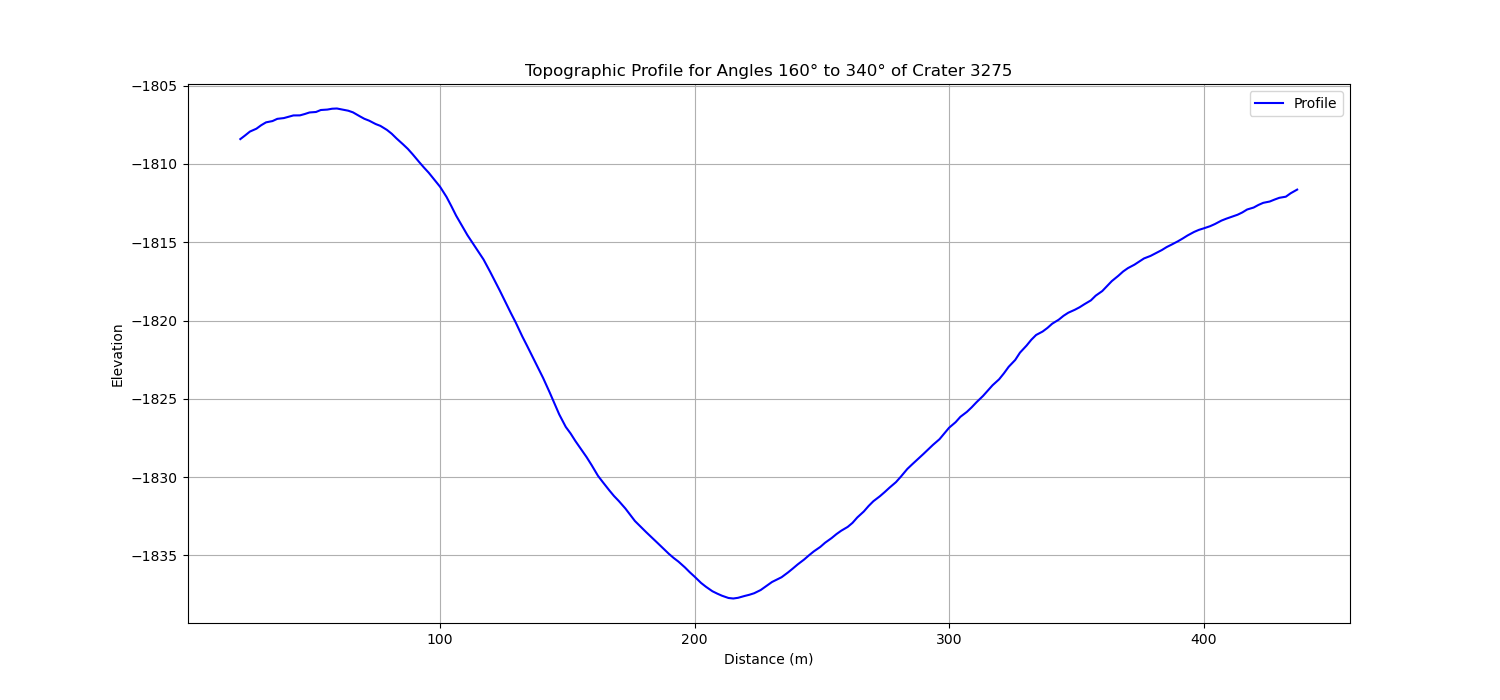 Topographic Profile for Angles 160° to 340° of Crater 3275
Profile
−1805
−1810
−1815
−1820
−1825
−1830
−1835
Elevation
100
200
300
400
Distance (m)